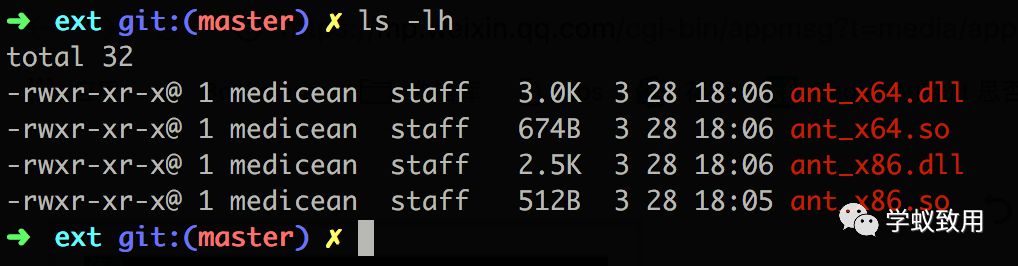 ➜ ext git:(master) ✗ ls -lh
total 32
-rwxr-xr-x@ 1 medicean staff 3.0K 3 28 18:06 ant_x64.dll
-rwxr-xr-x@ 1 medicean staff 674B 3 28 18:06 ant_x64.so
-rwxr-xr-x@ 1 medicean staff 2.5K 3 28 18:06 ant_x86.dll
-rwxr-xr-x@ 1 medicean staff 512B 3 28 18:05 ant_x86.so
➜ ext git:(master) ✗
学蚁致用